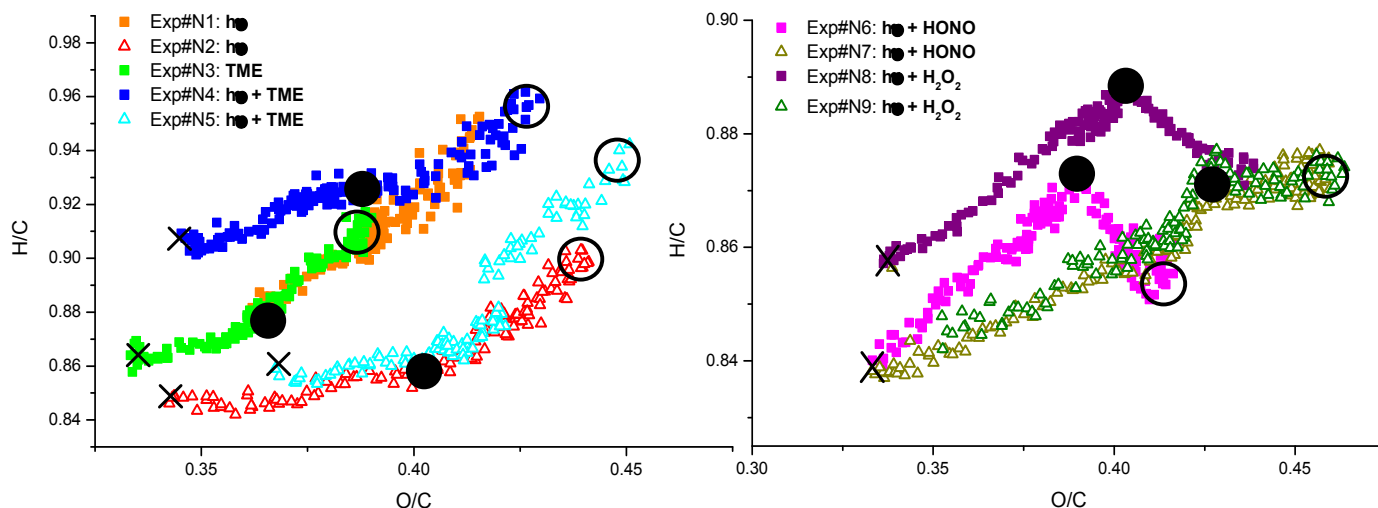 0.98
0.96
0.94
0.92
0.90
0.88
0.86
0.84
H/C
Exp#N1: h●
Exp#N2: h●
Exp#N3: TME
Exp#N4: h● + TME
Exp#N5: h● + TME
0.35
0.40
0.45
O/C
0.90
0.88
0.86
0.84
H/C
Exp#N6: h● + HONO
Exp#N7: h● + HONO
Exp#N8: h● + H₂O₂
Exp#N9: h● + H₂O₂
0.30
0.35
0.40
0.45
O/C